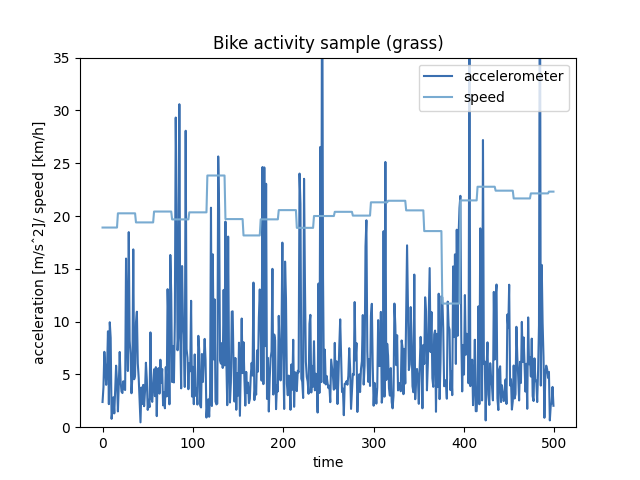 Bike activity sample (grass)
acceleration [m/s^2]/ speed [km/h]
35
30
25
20
15
10
5
0
accelerometer
speed
0
100
200
300
400
500
time